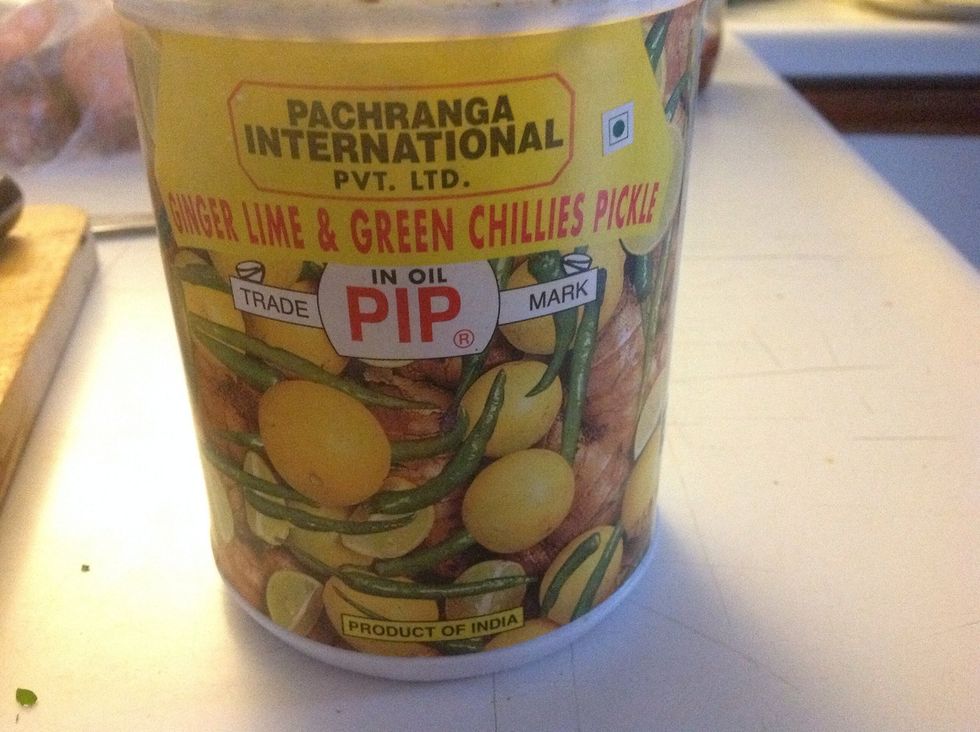 PACHRANGA
INTERNATIONAL
PVT. LTD.
GINGER LIME & GREEN CHILLIES PICKLE
IN OIL
TRADE PIP® MARK
PRODUCT OF INDIA